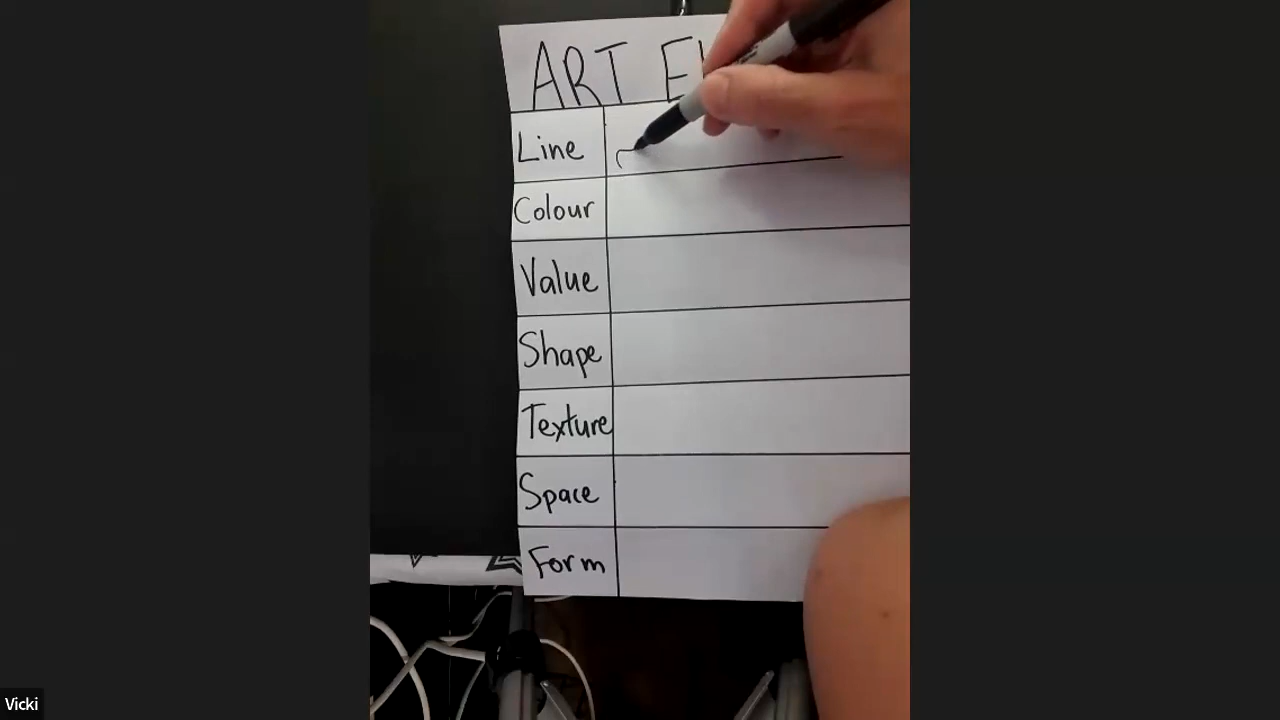 ART
Line
Colour
Value
Shape
Texture
Space
Form
Vicki